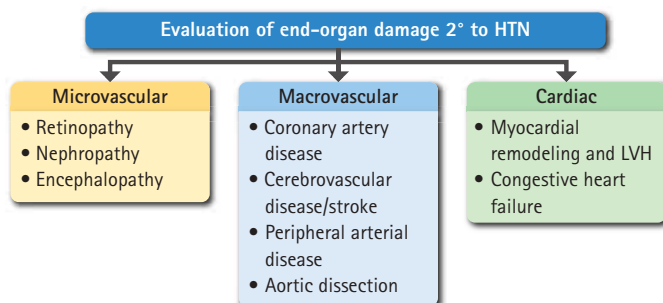 Evaluation of end-organ damage 2° to HTN
Microvascular
• Retinopathy
• Nephropathy
• Encephalopathy
Macrovascular
• Coronary artery
disease
• Cerebrovascular
disease/stroke
• Peripheral arterial
disease
• Aortic dissection
Cardiac
• Myocardial
remodeling and LVH
• Congestive heart
failure